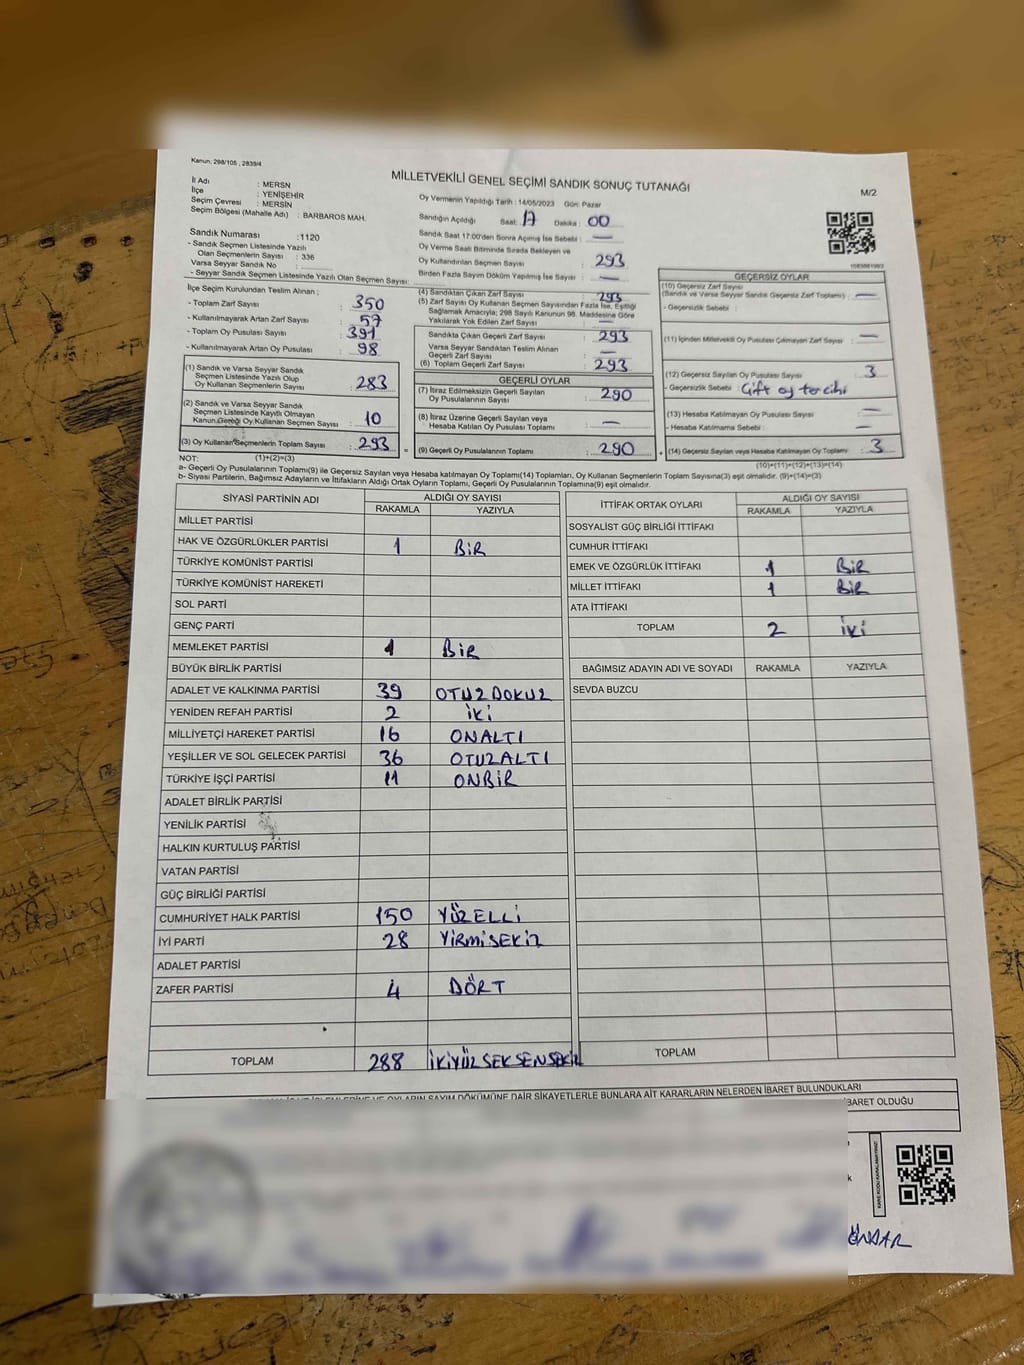 Kanun; 298/105 , 2839/4
MİLLETVEKİLİ GENEL SEÇİMİ SANDIK SONUÇ TUTANAĞI
M/2
İl Adı : MERSN
İlçe : YENİŞEHİR
Seçim Çevresi : MERSİN
Seçim Bölgesi (Mahalle Adı) : BARBAROS MAH.
Sandık Numarası :1120
- Sandık Seçmen Listesinde Yazılı
Olan Seçmenlerin Sayısı : 336
Varsa Seyyar Sandık No :
- Seyyar Sandık Seçmen Listesinde Yazılı Olan Seçmen Sayısı:
Oy Vermenin Yapıldığı Tarih : 14/05/2023 Gün: Pazar
Sandığın Açıldığı Saat: 17 Dakika : 00
Sandık Saat 17:00'den Sonra Açılmış İse Sebebi : —
Oy Verme Saati Bitiminde Sırada Bekleyen ve
Oy Kullandırılan Seçmen Sayısı : 293
Birden Fazla Sayım Döküm Yapılmış İse Sayısı : —
İlçe Seçim Kurulundan Teslim Alınan ;
- Toplam Zarf Sayısı : 350
- Kullanılmayarak Artan Zarf Sayısı : 57
- Toplam Oy Pusulası Sayısı : 391
- Kullanılmayarak Artan Oy Pusulası : 98
(1) Sandık ve Varsa Seyyar Sandık
Seçmen Listesinde Yazılı Olup
Oy Kullanan Seçmenlerin Sayısı : 283
(2) Sandık ve Varsa Seyyar Sandık
Seçmen Listesinde Kayıtlı Olmayan
Kanun Gereği Oy Kullanan Seçmen Sayısı : 10
(3) Oy Kullanan Seçmenlerin Toplam Sayısı : 293
(1)+(2)=(3)
(4) Sandıktan Çıkan Zarf Sayısı : 293
(5) Zarf Sayısı Oy Kullanan Seçmen Sayısından Fazla İse, Eşitliği
Sağlamak Amacıyla; 298 Sayılı Kanunun 98. Maddesine Göre
Yakılarak Yok Edilen Zarf Sayısı : —
Sandıkta Çıkan Geçerli Zarf Sayısı : 293
Varsa Seyyar Sandıktan Teslim Alınan
Geçerli Zarf Sayısı : —
(6) Toplam Geçerli Zarf Sayısı : 293
GEÇERLİ OYLAR
(7) İtiraz Edilmeksizin Geçerli Sayılan
Oy Pusulalarının Sayısı : 290
(8) İtiraz Üzerine Geçerli Sayılan veya
Hesaba Katılan Oy Pusulası Toplamı : —
= (9) Geçerli Oy Pusulalarının Toplamı : 290
GEÇERSİZ OYLAR
(10) Geçersiz Zarf Sayısı
(Sandık ve Varsa Seyyar Sandık Geçersiz Zarf Toplamı) : —
- Geçersizlik Sebebi :
(11) İçinden Milletvekili Oy Pusulası Çıkmayan Zarf Sayısı : —
(12) Geçersiz Sayılan Oy Pusulası Sayısı : 3
- Geçersizlik Sebebi : Çift oy tercihi
(13) Hesaba Katılmayan Oy Pusulası Sayısı : —
- Hesaba Katılmama Sebebi : —
+ (14) Geçersiz Sayılan veya Hesaba Katılmayan Oy Toplamı : 3
(10)+(11)+(12)+(13)=(14)
NOT:
a- Geçerli Oy Pusulalarının Toplamı(9) ile Geçersiz Sayılan veya Hesaba katılmayan Oy Toplamı(14) Toplamları, Oy Kullanan Seçmenlerin Toplam Sayısına(3) eşit olmalıdır. (9)+(14)=(3)
b- Siyasi Partilerin, Bağımsız Adayların ve İttifakların Aldığı Ortak Oyların Toplamı, Geçerli Oy Pusulalarının Toplamına(9) eşit olmalıdır.
SİYASİ PARTİNİN ADI ALDIĞI OY SAYISI
RAKAMLA YAZIYLA
MİLLET PARTİSİ
HAK VE ÖZGÜRLÜKLER PARTİSİ 1 BİR
TÜRKİYE KOMÜNİST PARTİSİ
TÜRKİYE KOMÜNİST HAREKETİ
SOL PARTİ
GENÇ PARTİ
MEMLEKET PARTİSİ 1 BİR
BÜYÜK BİRLİK PARTİSİ
ADALET VE KALKINMA PARTİSİ 39 OTUZDOKUZ
YENİDEN REFAH PARTİSİ 2 İKİ
MİLLİYETÇİ HAREKET PARTİSİ 16 ONALTI
YEŞİLLER VE SOL GELECEK PARTİSİ 36 OTUZALTI
TÜRKİYE İŞÇİ PARTİSİ 11 ONBİR
ADALET BİRLİK PARTİSİ
YENİLİK PARTİSİ
HALKIN KURTULUŞ PARTİSİ
VATAN PARTİSİ
GÜÇ BİRLİĞİ PARTİSİ
CUMHURİYET HALK PARTİSİ 150 YÜZELLİ
İYİ PARTİ 28 YİRMİSEKİZ
ADALET PARTİSİ
ZAFER PARTİSİ 4 DÖRT
TOPLAM 288 İKİYÜZSEKSENSEKİZ
İTTİFAK ORTAK OYLARI ALDIĞI OY SAYISI
RAKAMLA YAZIYLA
SOSYALİST GÜÇ BİRLİĞİ İTTİFAKI
CUMHUR İTTİFAKI
EMEK VE ÖZGÜRLÜK İTTİFAKI 1 BİR
MİLLET İTTİFAKI 1 BİR
ATA İTTİFAKI
TOPLAM 2 İKİ
BAĞIMSIZ ADAYIN ADI VE SOYADI RAKAMLA YAZIYLA
SEVDA BUZCU
TOPLAM
OYLARIN SAYIM DÖKÜMÜNE DAİR ŞİKAYETLERLE BUNLARA AİT KARARLARIN NELERDEN İBARET BULUNDUKLARI
İBARET OLDUĞU